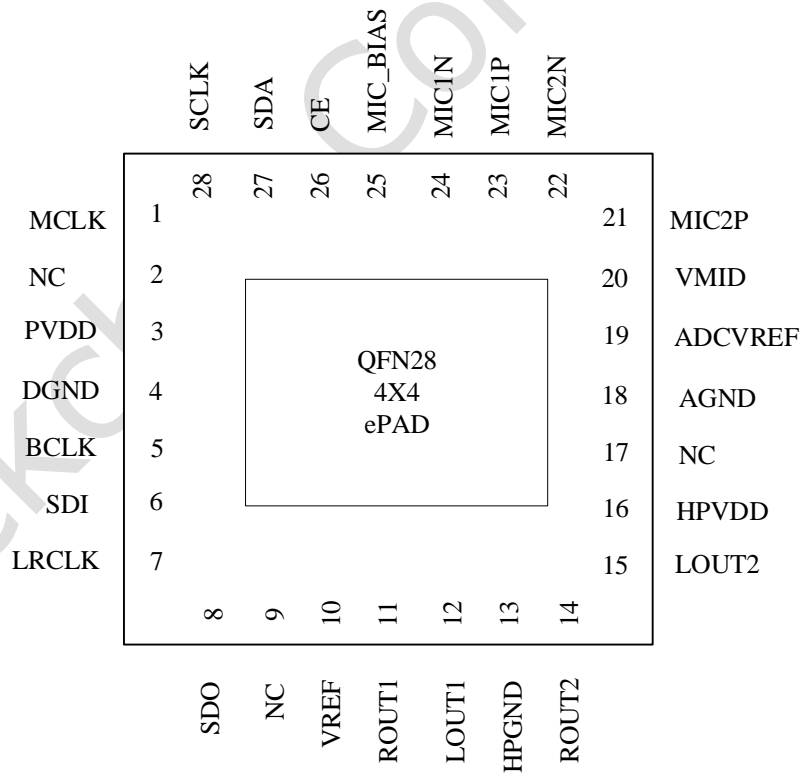 SCLK
SDA
CE
MIC_BIAS
MIC1N
MIC1P
MIC2N
28
27
26
25
24
23
22
MCLK 1
NC 2
PVDD 3
DGND 4
BCLK 5
SDI 6
LRCLK 7
QFN28
4X4
ePAD
21 MIC2P
20 VMID
19 ADCVREF
18 AGND
17 NC
16 HPVDD
15 LOUT2
8
9
10
11
12
13
14
SDO
NC
VREF
ROUT1
LOUT1
HPGND
ROUT2